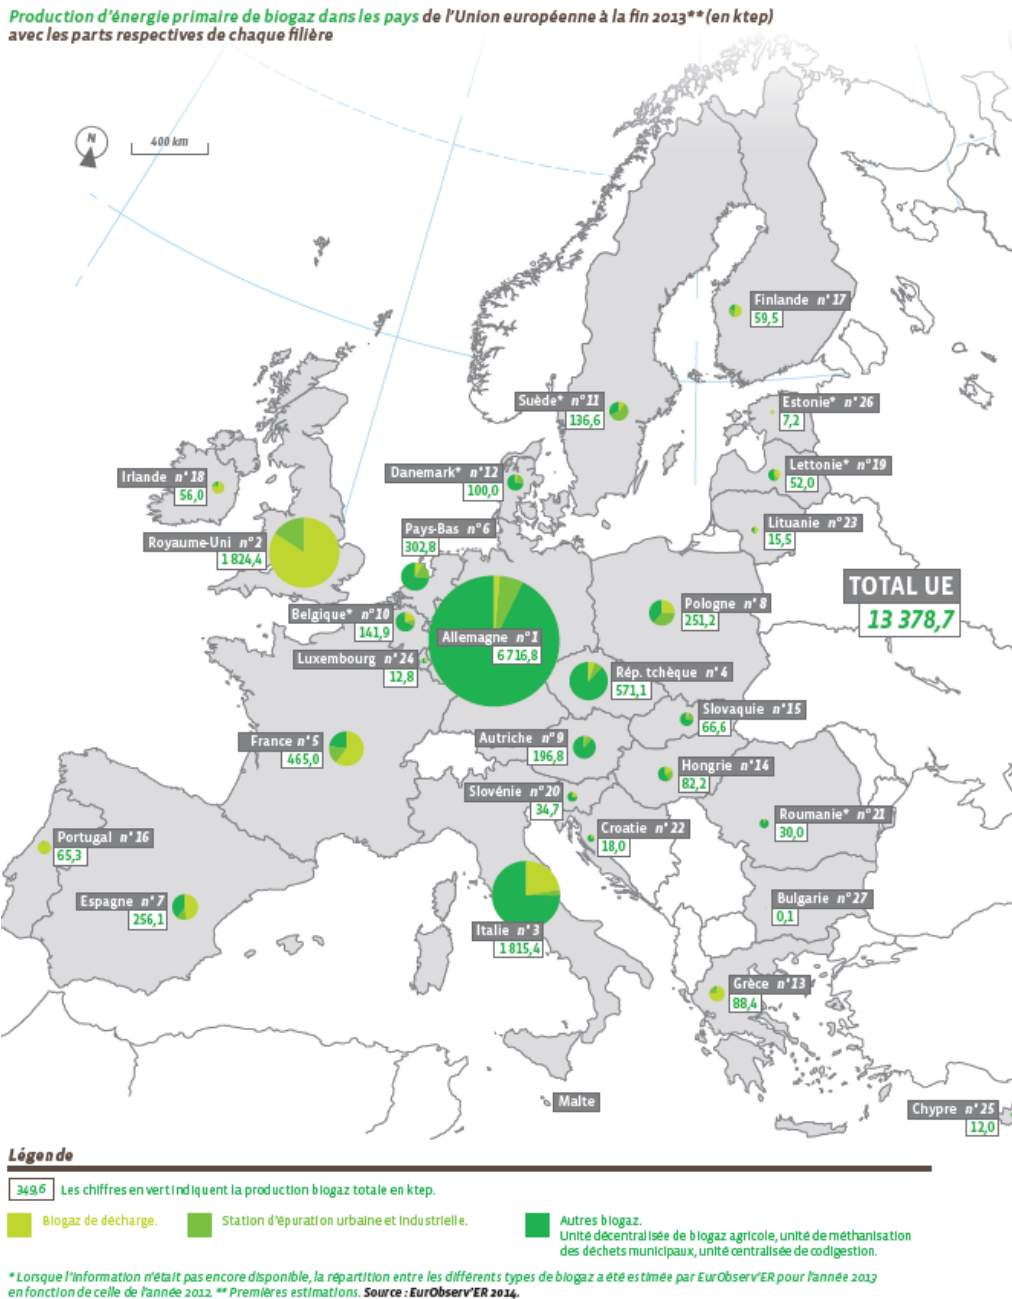 Production d'énergie primaire de biogaz dans les pays de l'Union européenne à la fin 2013** (en ktep)
avec les parts respectives de chaque filière
N
400 km
Finlande n°17
59,5
Suède* n°11
136,6
Estonie* n°26
7,2
Danemark* n°12
100,0
Lettonie* n°19
52,0
Irlande n°18
56,0
Lituanie n°23
15,5
Royaume-Uni n°2
1 824,4
Pays-Bas n°6
302,8
TOTAL UE
13 378,7
Pologne n°8
251,2
Belgique* n°10
141,9
Allemagne n°1
6 716,8
Luxembourg n°24
12,8
Rép. tchèque n°4
571,1
Slovaquie n°15
66,6
France n°5
465,0
Autriche n°9
196,8
Hongrie n°14
82,2
Slovénie n°20
34,7
Roumanie* n°21
30,0
Croatie n°22
18,0
Portugal n°16
65,3
Espagne n°7
256,1
Bulgarie n°27
0,1
Italie n°3
1 815,4
Grèce n°13
88,4
Malte
Chypre n°25
12,0
Légende
349,6 Les chiffres en vert indiquent la production biogaz totale en ktep.
Biogaz de décharge.
Station d'épuration urbaine et industrielle.
Autres biogaz.
Unité décentralisée de biogaz agricole, unité de méthanisation
des déchets municipaux, unité centralisée de codigestion.
* Lorsque l'information n'était pas encore disponible, la répartition entre les différents types de biogaz a été estimée par EurObserv'ER pour l'année 2013
en fonction de celle de l'année 2012. ** Premières estimations. Source : EurObserv'ER 2014.